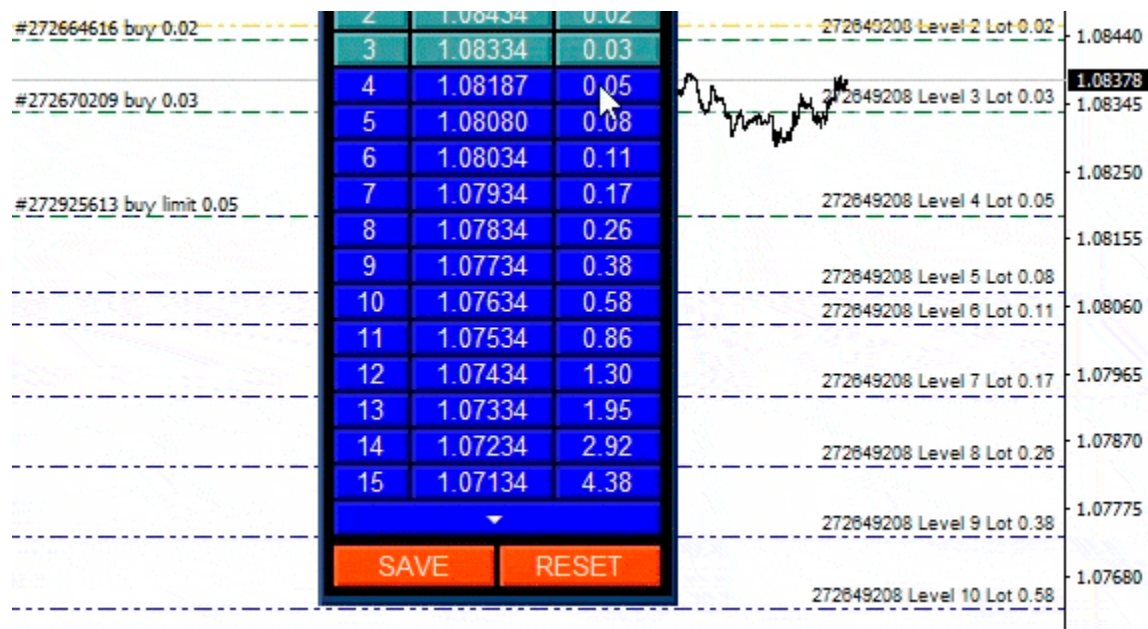 #272664616 buy 0.02
2 1.08434 0.02
272649208 Level 2 Lot 0.02
1.08440
3 1.08334 0.03
1.08378
4 1.08187 0.05
#272670209 buy 0.03
272649208 Level 3 Lot 0.03
1.08345
5 1.08080 0.08
6 1.08034 0.11
1.08250
#272925613 buy limit 0.05
7 1.07934 0.17
272649208 Level 4 Lot 0.05
8 1.07834 0.26
1.08155
9 1.07734 0.38
272649208 Level 5 Lot 0.08
10 1.07634 0.58
272649208 Level 6 Lot 0.11
1.08060
11 1.07534 0.86
12 1.07434 1.30
272649208 Level 7 Lot 0.17
1.07965
13 1.07334 1.95
14 1.07234 2.92
272649208 Level 8 Lot 0.26
1.07870
15 1.07134 4.38
272649208 Level 9 Lot 0.38
1.07775
SAVE RESET
1.07680
272649208 Level 10 Lot 0.58